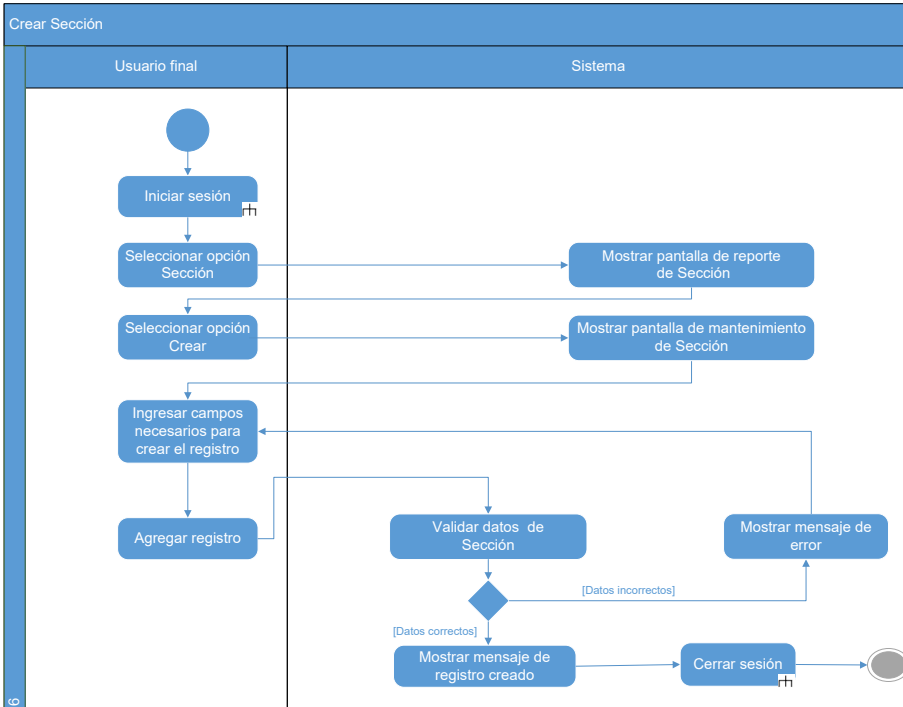 Crear Sección
Usuario final
Sistema
Iniciar sesión
Seleccionar opción
Sección
Mostrar pantalla de reporte
de Sección
Seleccionar opción
Crear
Mostrar pantalla de mantenimiento
de Sección
Ingresar campos
necesarios para
crear el registro
Agregar registro
Validar datos de
Sección
Mostrar mensaje de
error
[Datos incorrectos]
[Datos correctos]
Mostrar mensaje de
registro creado
Cerrar sesión